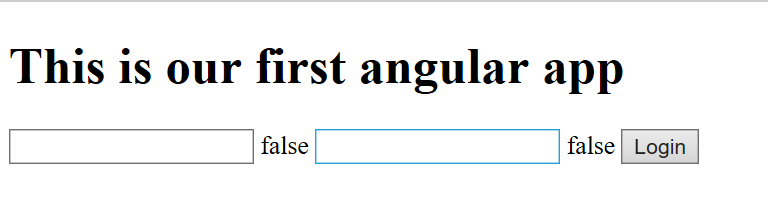 This is our first angular app
false false Login